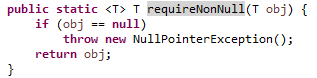 public static <T> T requireNonNull(T obj) {
    if (obj == null)
        throw new NullPointerException();
    return obj;
}